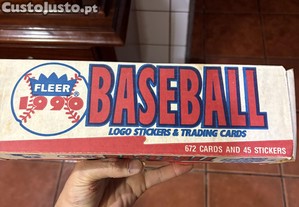 CustoJusto.pt
FLEER
1990
BASEBALL
LOGO STICKERS & TRADING CARDS
672 CARDS AND 45 STICKERS